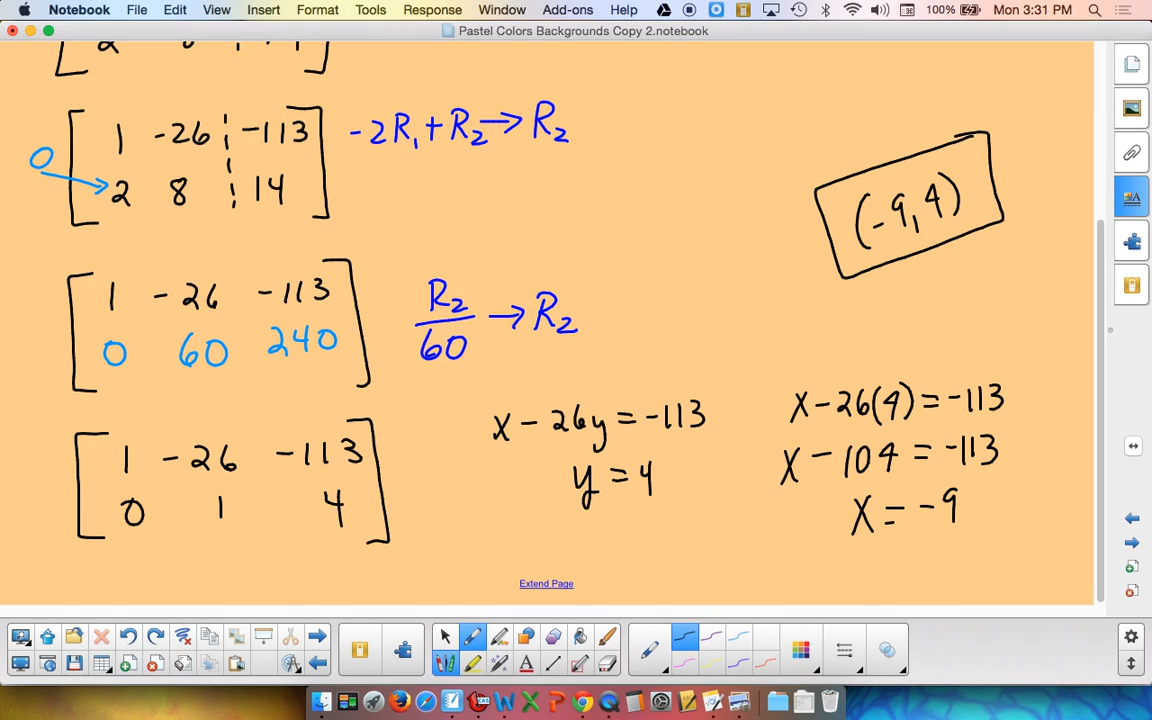 Notebook File Edit View Insert Format Tools Response Window Add-ons Help 100% Mon 3:31 PM
Pastel Colors Backgrounds Copy 2.notebook
1 -26 -113 -2R₁ + R₂ → R₂
0
2 8 14
(-9, 4)
1 -26 -113
0 60 240
R₂/60 → R₂
1 -26 -113
0 1 4
x - 26y = -113
y = 4
x - 26(4) = -113
x - 104 = -113
x = -9
Extend Page